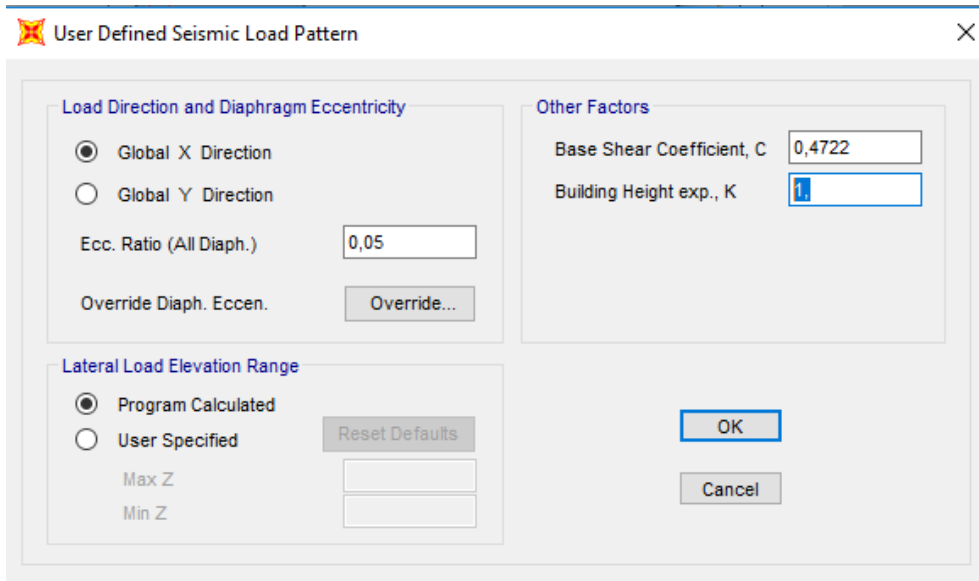 User Defined Seismic Load Pattern
Load Direction and Diaphragm Eccentricity
Global X Direction
Global Y Direction
Ecc. Ratio (All Diaph.) 0,05
Override Diaph. Eccen. Override...
Other Factors
Base Shear Coefficient, C 0,4722
Building Height exp., K 1,
Lateral Load Elevation Range
Program Calculated
User Specified Reset Defaults
Max Z
Min Z
OK
Cancel